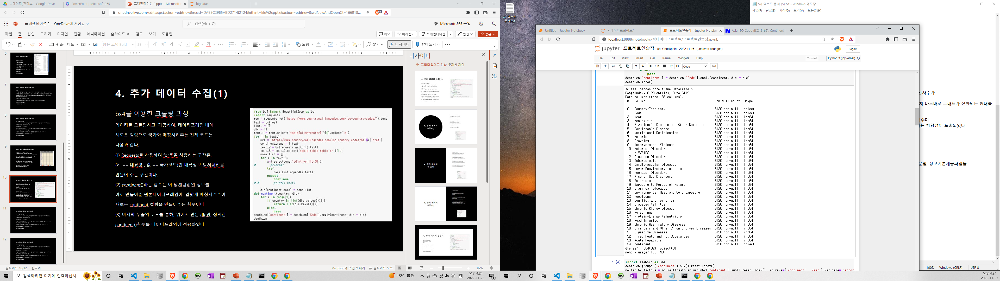 빅데이터_판다스 - Google Drive
PowerPoint | Microsoft 365
프레젠테이션 2.pptx - Microsoft
bigdata/
onedrive.live.com/edit.aspx?action=editnew&resid=DAB5C2965ABD2714!2124&ithint=file%2cpptx&action=editnew&wdNewAndOpenCt=166918...
프레젠테이션 2 - OneDrive에 저장됨
검색(Alt + Q)
Microsoft 365 구입
파일 홈 삽입 그리기 디자인 전환 애니메이션 슬라이드 쇼 검토 보기 도움말
메모 따라잡기 프레젠테이션 편집 공유
새 슬라이드 맑은 고딕 Bold 28 도형 찾기 디자이너 받아쓰기
4. 추가 데이터 수집(1)
bs4를 이용한 크롤링 과정
데이터를 크롤링하고, 가공하여, 데이터프레임 내에
새로운 컬럼으로 국가와 매칭시켜주는 전체 코드는
다음과 같다.
(1) Requests를 사용하여 for문을 사용하는 구간은,
(키 == 대륙명 , 값 == 국가코드)인 대륙정보 딕셔너리를
만들어 주는 구간이다.
(2) continent()라는 함수는 이 딕셔너리의 정보를,
아까 만들어준 원본데이터프레임에, 알맞게 매칭시켜주어
새로운 continent 컬럼을 만들어주는 함수이다.
(3) 마지막 두줄의 코드를 통해, 위에서 만든 dic과, 정의한
continent()함수를 데이터프레임에 적용하였다.
from bs4 import BeautifulSoup as bs
import requests
res = requests.get('https://www.countrycallingcodes.com/iso-country-codes/').text
text = bs(res)
list_ = []
dic = {}
text_1 = text.select('table[align=center]')[0].select('a')
for i in text_1:
url = 'https://www.countrycallingcodes.com/iso-country-codes/%s'%i['href']
continent_name = i.text
text_2 = bs(requests.get(url).text)
text_3 = text_2.select('table table table tr')[1:]
name_list = []
for j in text_3:
a=j.select_one('td:nth-child(3)')
# print(a)
try:
name_list.append(a.text)
except:
continue
# # print(j.text)
dic[continent_name] = name_list
def continent(country, dic):
for i in range(7):
if country in list(dic.values())[i]:
return list(dic.keys())[i]
else:
pass
death_en['continent'] = death_en['Code'].apply(continent, dic = dic)
death_en
디자이너
프리미엄으로 전환 무제한 제안
6
7
8
9
10
11
12
슬라이드 10/12 한국어
Microsoft에 의견 보내기 슬라이드 노트 99%
검색하려면 여기에 입력하십시
15°C 맑음
오후 4:24
2022-11-23
새 텍스트
문서.txt
*새 텍스트 문서 (5).txt - Windows 메모장
파일(F) 편집(E) 서식(O) 보기(V) 도움말(H)
망자수가
쳐 바로바로 그래프가 전환되는 형태를
하는 방향성이 도출되었다
문법, 장고기본제공파일들
100% Windows (CRLF) UTF-8
Untitled - Jupyter Notebook
빅데이터프로젝트/
프로젝트연습장 - Jupyter Notebo
Asia ISO Code (ISO-3166), Continent
localhost:8888/notebooks/빅데이터프로젝트/프로젝트연습장.ipynb
jupyter 프로젝트연습장 Last Checkpoint: 2022.11.16 (unsaved changes)
Logout
File Edit View Insert Cell Kernel Widgets Help
Trusted Python 3 (ipykernel)
Run Code
else:
pass
death_en['continent'] = death_en['Code'].apply(continent, dic = dic)
death_en.info()
<class 'pandas.core.frame.DataFrame'>
RangeIndex: 6120 entries, 0 to 6119
Data columns (total 35 columns):
# Column Non-Null Count Dtype
--- ------ -------------- -----
0 Country/Territory 6120 non-null object
1 Code 6120 non-null object
2 Year 6120 non-null int64
3 Meningitis 6120 non-null int64
4 Alzheimer's Disease and Other Dementias 6120 non-null int64
5 Parkinson's Disease 6120 non-null int64
6 Nutritional Deficiencies 6120 non-null int64
7 Malaria 6120 non-null int64
8 Drowning 6120 non-null int64
9 Interpersonal Violence 6120 non-null int64
10 Maternal Disorders 6120 non-null int64
11 HIV/AIDS 6120 non-null int64
12 Drug Use Disorders 6120 non-null int64
13 Tuberculosis 6120 non-null int64
14 Cardiovascular Diseases 6120 non-null int64
15 Lower Respiratory Infections 6120 non-null int64
16 Neonatal Disorders 6120 non-null int64
17 Alcohol Use Disorders 6120 non-null int64
18 Self-harm 6120 non-null int64
19 Exposure to Forces of Nature 6120 non-null int64
20 Diarrheal Diseases 6120 non-null int64
21 Environmental Heat and Cold Exposure 6120 non-null int64
22 Neoplasms 6120 non-null int64
23 Conflict and Terrorism 6120 non-null int64
24 Diabetes Mellitus 6120 non-null int64
25 Chronic Kidney Disease 6120 non-null int64
26 Poisonings 6120 non-null int64
27 Protein-Energy Malnutrition 6120 non-null int64
28 Road Injuries 6120 non-null int64
29 Chronic Respiratory Diseases 6120 non-null int64
30 Cirrhosis and Other Chronic Liver Diseases 6120 non-null int64
31 Digestive Diseases 6120 non-null int64
32 Fire, Heat, and Hot Substances 6120 non-null int64
33 Acute Hepatitis 6120 non-null int64
34 continent 6120 non-null object
dtypes: int64(32), object(3)
memory usage: 1.6+ MB
In [4]: import seaborn as sns
death_en.groupby('continent').sum().reset_index()
오후 4:24
2022-11-23